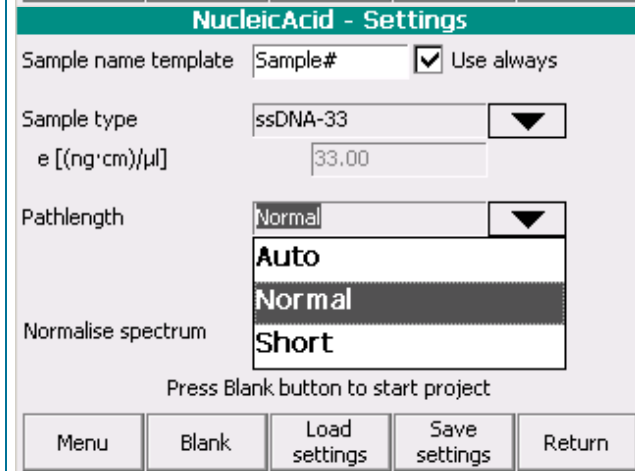 NucleicAcid - Settings
Sample name template Sample# Use always
Sample type ssDNA-33
e [(ng·cm)/µl] 33.00
Pathlength Normal
Auto
Normal
Normalise spectrum
Short
Press Blank button to start project
Menu Blank Load settings Save settings Return